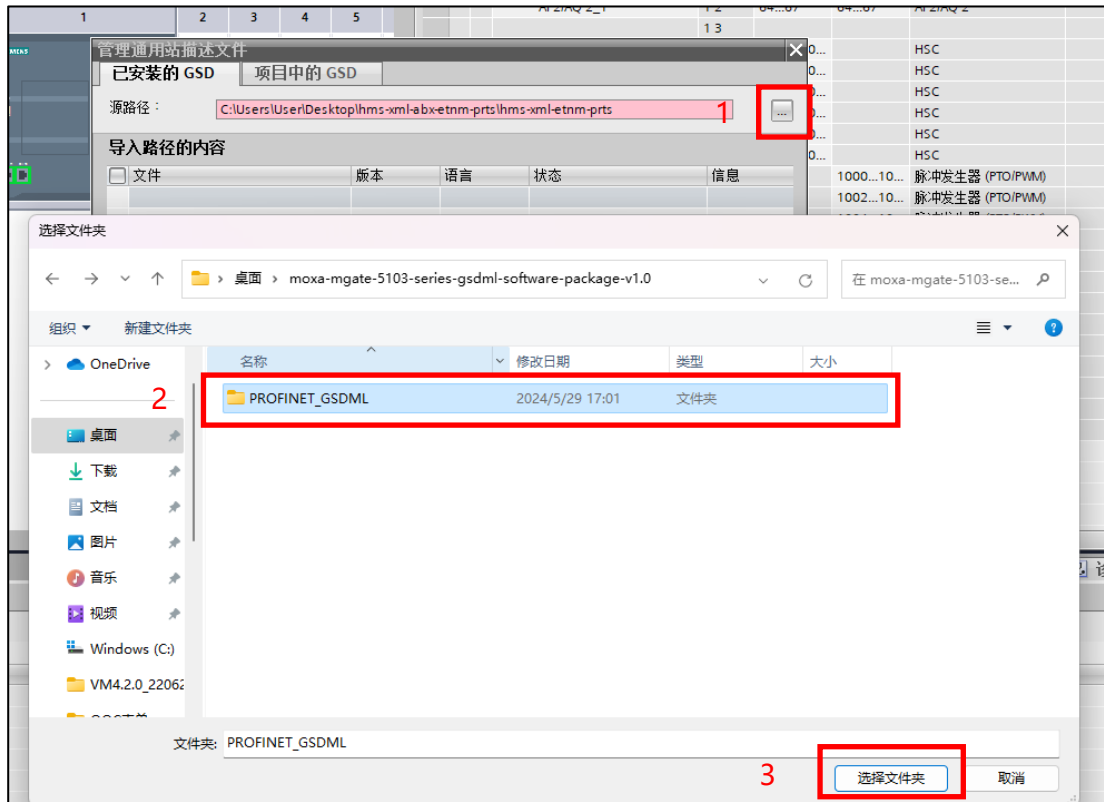 1 2 3 4 5
1 3
HSC
管理通用站描述文件
已安装的 GSD 项目中的 GSD
HSC
HSC
源路径： C:\Users\User\Desktop\hms-xml-abx-etnm-prts\hms-xml-etnm-prts 1 ...
HSC
HSC
导入路径的内容
HSC
文件 版本 语言 状态 信息
1000...10... 脉冲发生器 (PTO/PWM)
1002...10... 脉冲发生器 (PTO/PWM)
选择文件夹
桌面 › moxa-mgate-5103-series-gsdml-software-package-v1.0
在 moxa-mgate-5103-se...
组织 新建文件夹
OneDrive
名称 修改日期 类型 大小
2
PROFINET_GSDML 2024/5/29 17:01 文件夹
桌面
下载
文档
图片
音乐
视频
Windows (C:)
VM4.2.0_22062
文件夹: PROFINET_GSDML
3
选择文件夹 取消